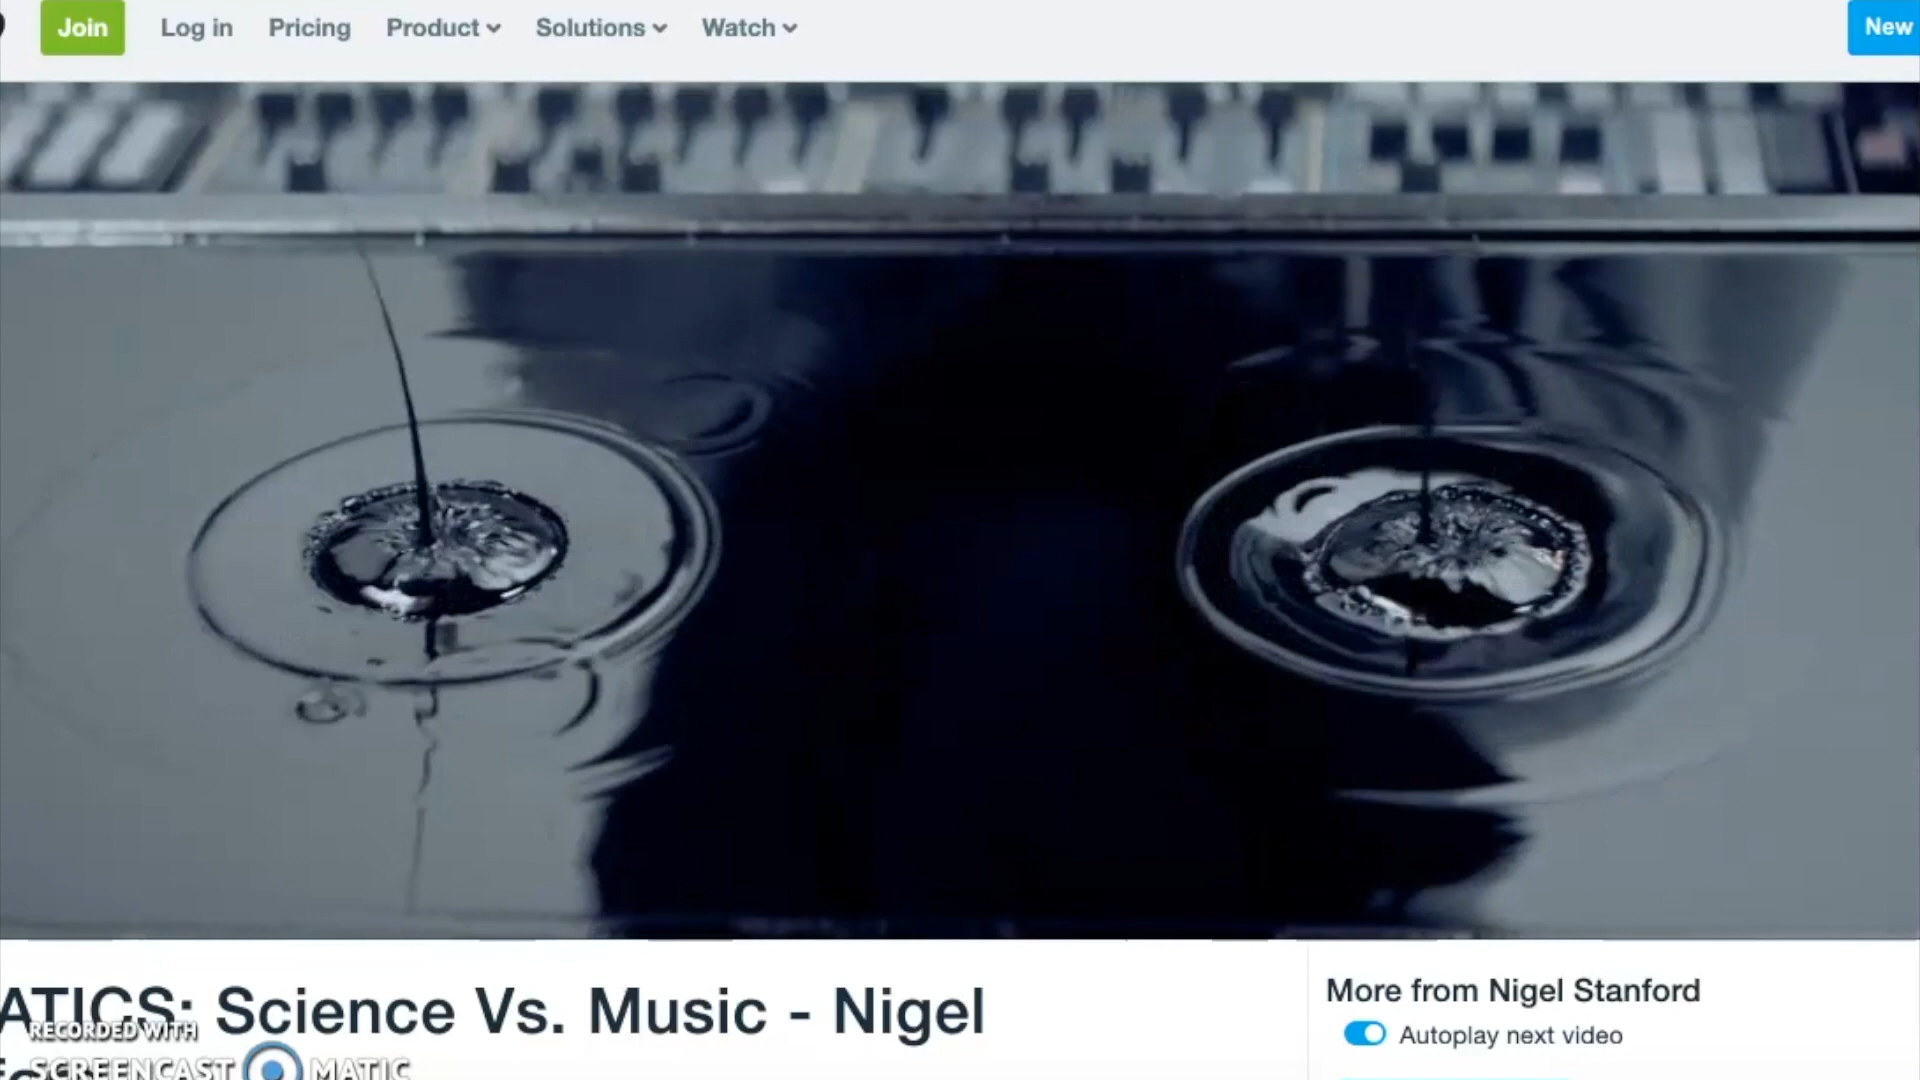 Join Log in Pricing Product Solutions Watch New
ATICS: Science Vs. Music - Nigel
More from Nigel Stanford
Autoplay next video
RECORDED WITH
SCREENCAST MATIC